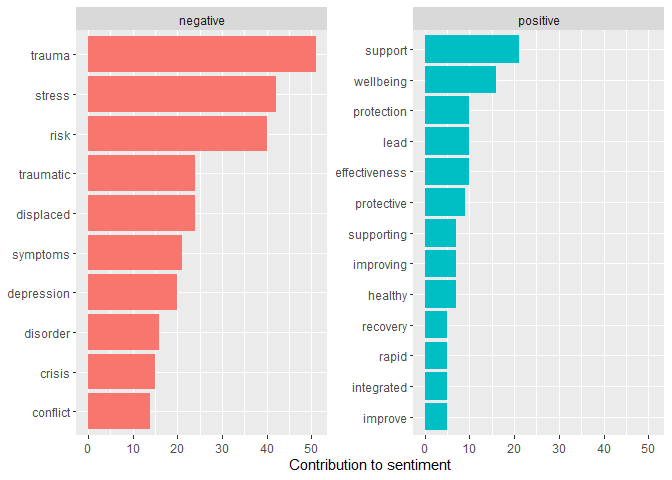 negative
trauma
stress
risk
traumatic
displaced
symptoms
depression
disorder
crisis
conflict
0 10 20 30 40 50
positive
support
wellbeing
protection
lead
effectiveness
protective
supporting
improving
healthy
recovery
rapid
integrated
improve
0 10 20 30 40 50
Contribution to sentiment